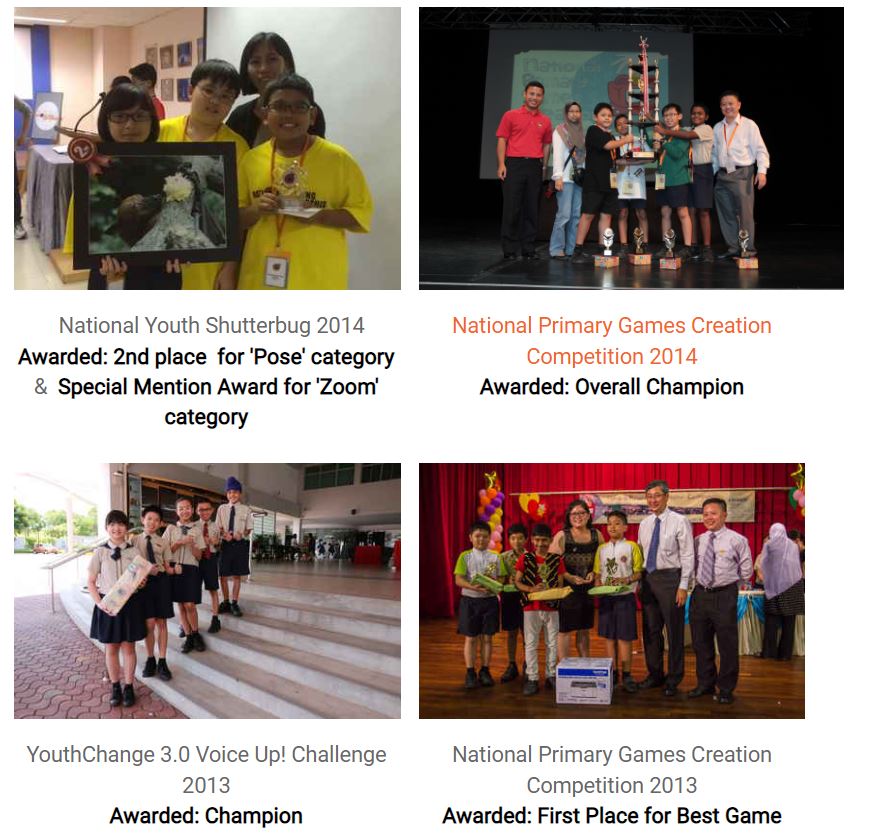 National
National Youth Shutterbug 2014
Awarded: 2nd place for 'Pose' category
& Special Mention Award for 'Zoom'
category
National Primary Games Creation
Competition 2014
Awarded: Overall Champion
YouthChange 3.0 Voice Up! Challenge
2013
Awarded: Champion
National Primary Games Creation
Competition 2013
Awarded: First Place for Best Game